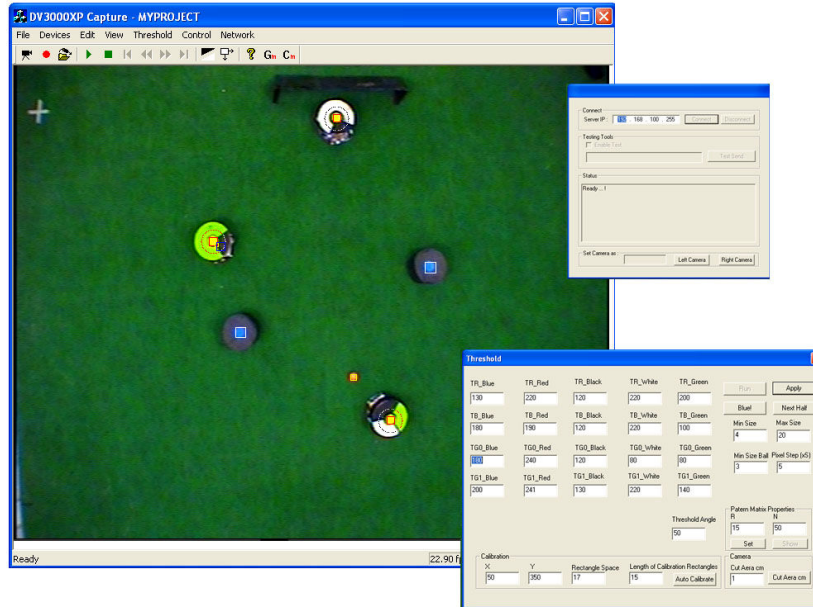 DV3000XP Capture - MYPROJECT
File Devices Edit View Threshold Control Network
Connect
Server IP : 192 . 168 . 100 . 255 Connect Disconnect
Testing Tools
Enable Test
Test Send
Status
Ready... !
Set Camera as : Left Camera Right Camera
Ready 22.90
Threshold
TR_Blue TR_Red TR_Black TR_White TR_Green
130 220 120 220 200
Run Apply
TB_Blue TB_Red TB_Black TB_White TB_Green
180 190 120 220 100
Blue! Next Half
Min Size Max Size
4 20
TG0_Blue TG0_Red TG0_Black TG0_White TG0_Green
180 240 120 80 80
Min Size Ball Pixel Step (xS)
3 5
TG1_Blue TG1_Red TG1_Black TG1_White TG1_Green
200 241 130 220 140
Threshold Angle
50
Patern Matrix Properties
R N
15 50
Set Show
Calibration
X Y Rectangle Space Length of Calibration Rectangles
50 350 17 15 Auto Calibrate
Camera
Cut Aera cm
1 Cut Aera cm